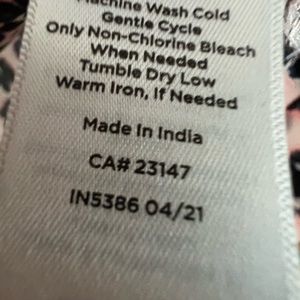 Machine Wash Cold
Gentle Cycle
Only Non-Chlorine Bleach
When Needed
Tumble Dry Low
Warm Iron, If Needed
Made In India
CA# 23147
IN5386 04/21